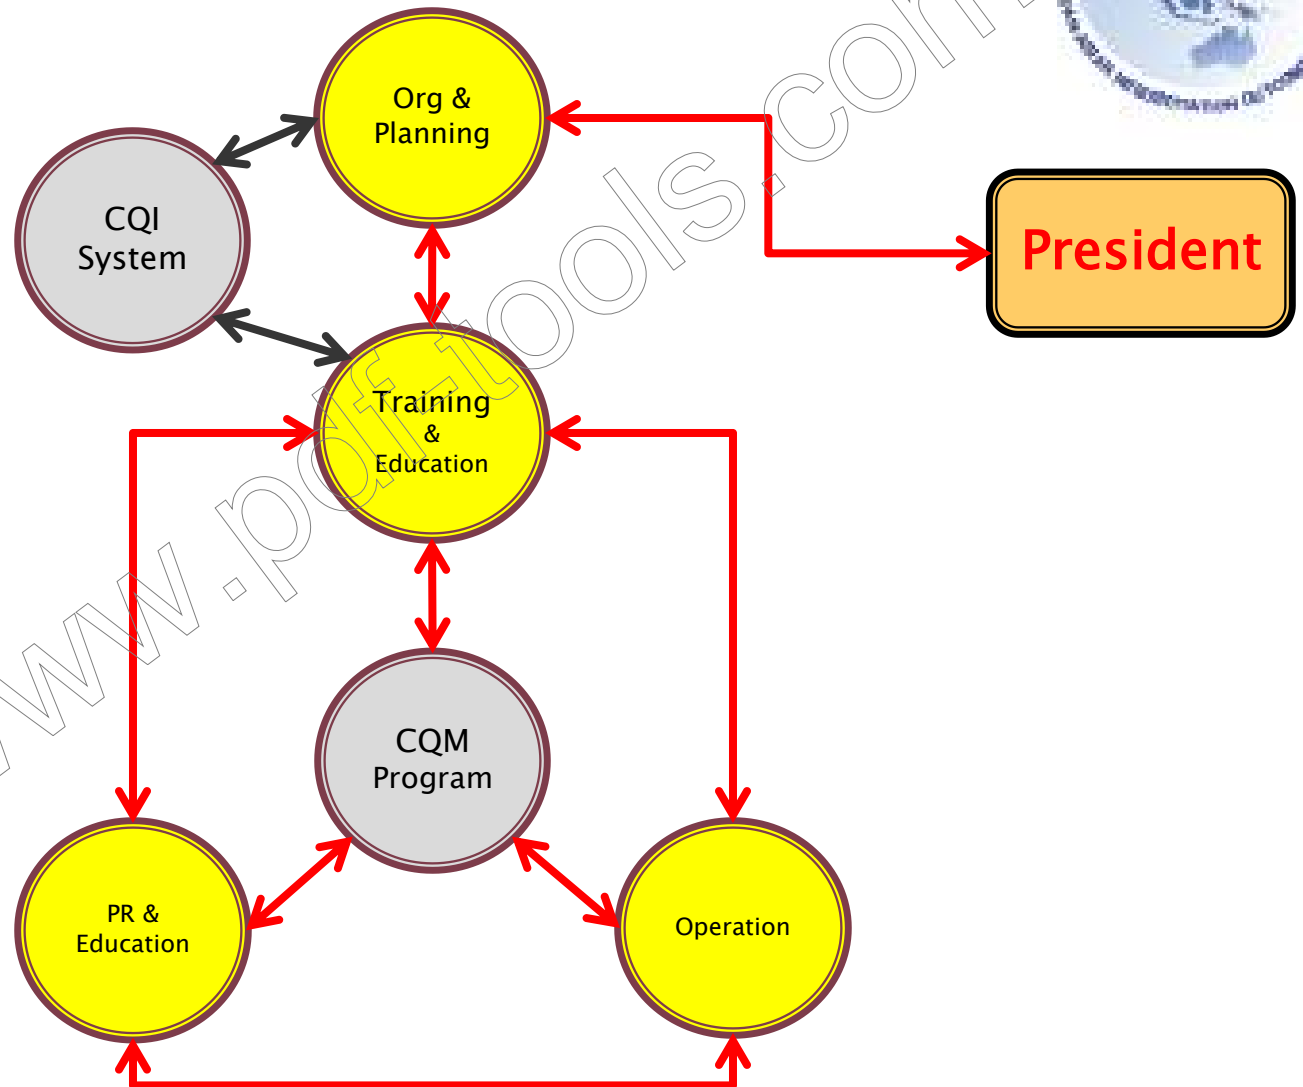 Org &
Planning
CQI
System
President
Training
&
Education
CQM
Program
PR &
Education
Operation
www.pdf-tools.com